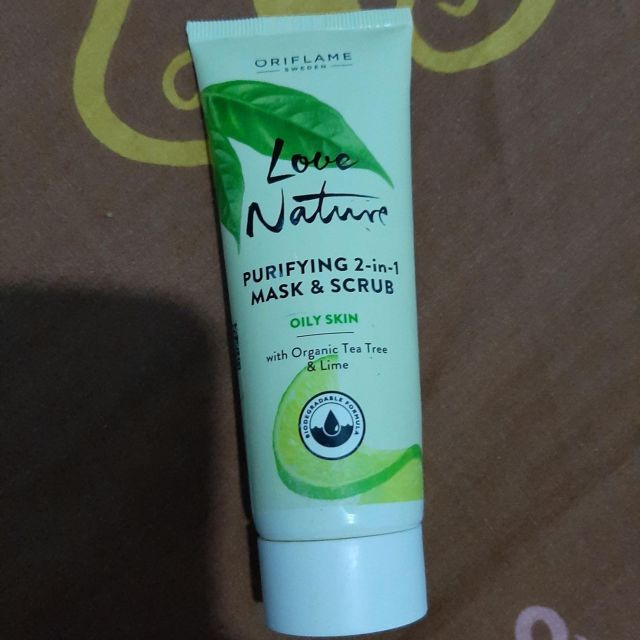 ORIFLAME
SWEDEN
Love
Nature
PURIFYING 2-in-1
MASK & SCRUB
OILY SKIN
with Organic Tea Tree
& Lime
BIODEGRADABLE FORMULA